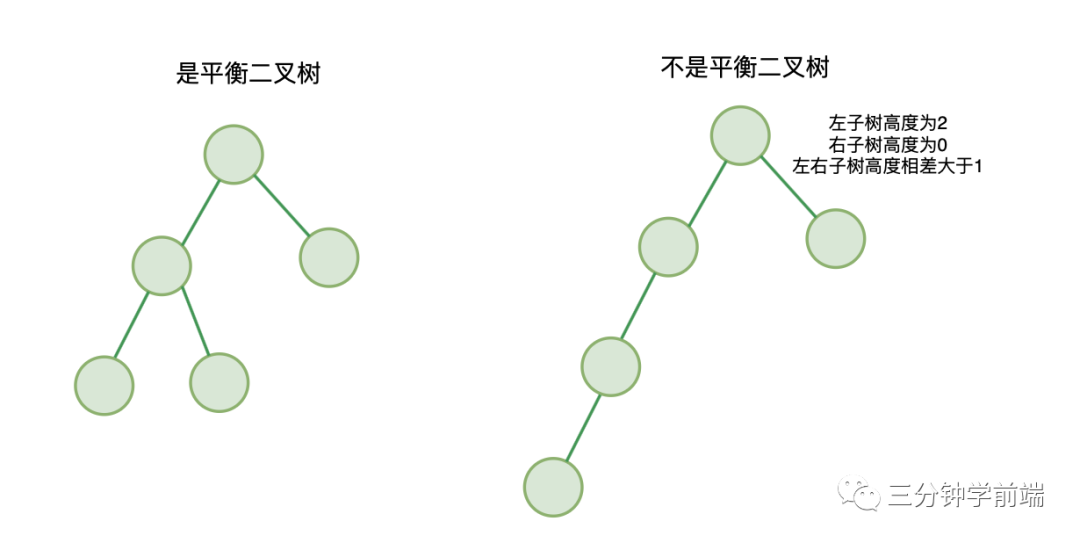 是平衡二叉树
不是平衡二叉树
左子树高度为2
右子树高度为0
左右子树高度相差大于1
三分钟学前端